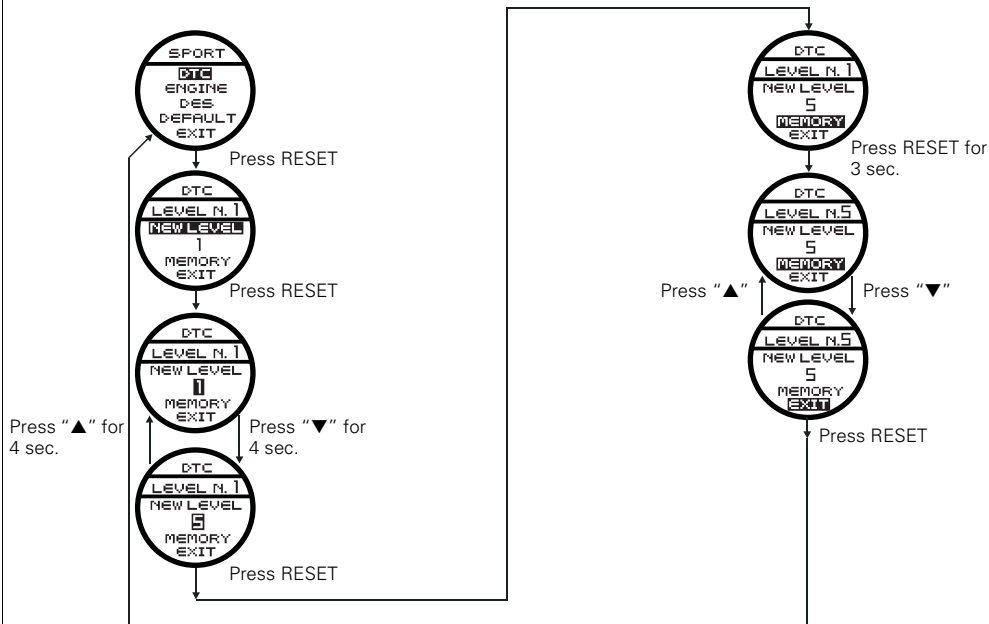 SPORT
DTC
ENGINE
DES
DEFAULT
EXIT
Press RESET
DTC
LEVEL N. 1
NEW LEVEL
1
MEMORY
EXIT
Press RESET
DTC
LEVEL N. 1
NEW LEVEL
1
MEMORY
EXIT
Press "▲" for
4 sec.
Press "▼" for
4 sec.
DTC
LEVEL N. 1
NEW LEVEL
5
MEMORY
EXIT
Press RESET
DTC
LEVEL N. 1
NEW LEVEL
5
MEMORY
EXIT
Press RESET for
3 sec.
DTC
LEVEL N.5
NEW LEVEL
5
MEMORY
EXIT
Press "▲"
Press "▼"
DTC
LEVEL N.5
NEW LEVEL
5
MEMORY
EXIT
Press RESET